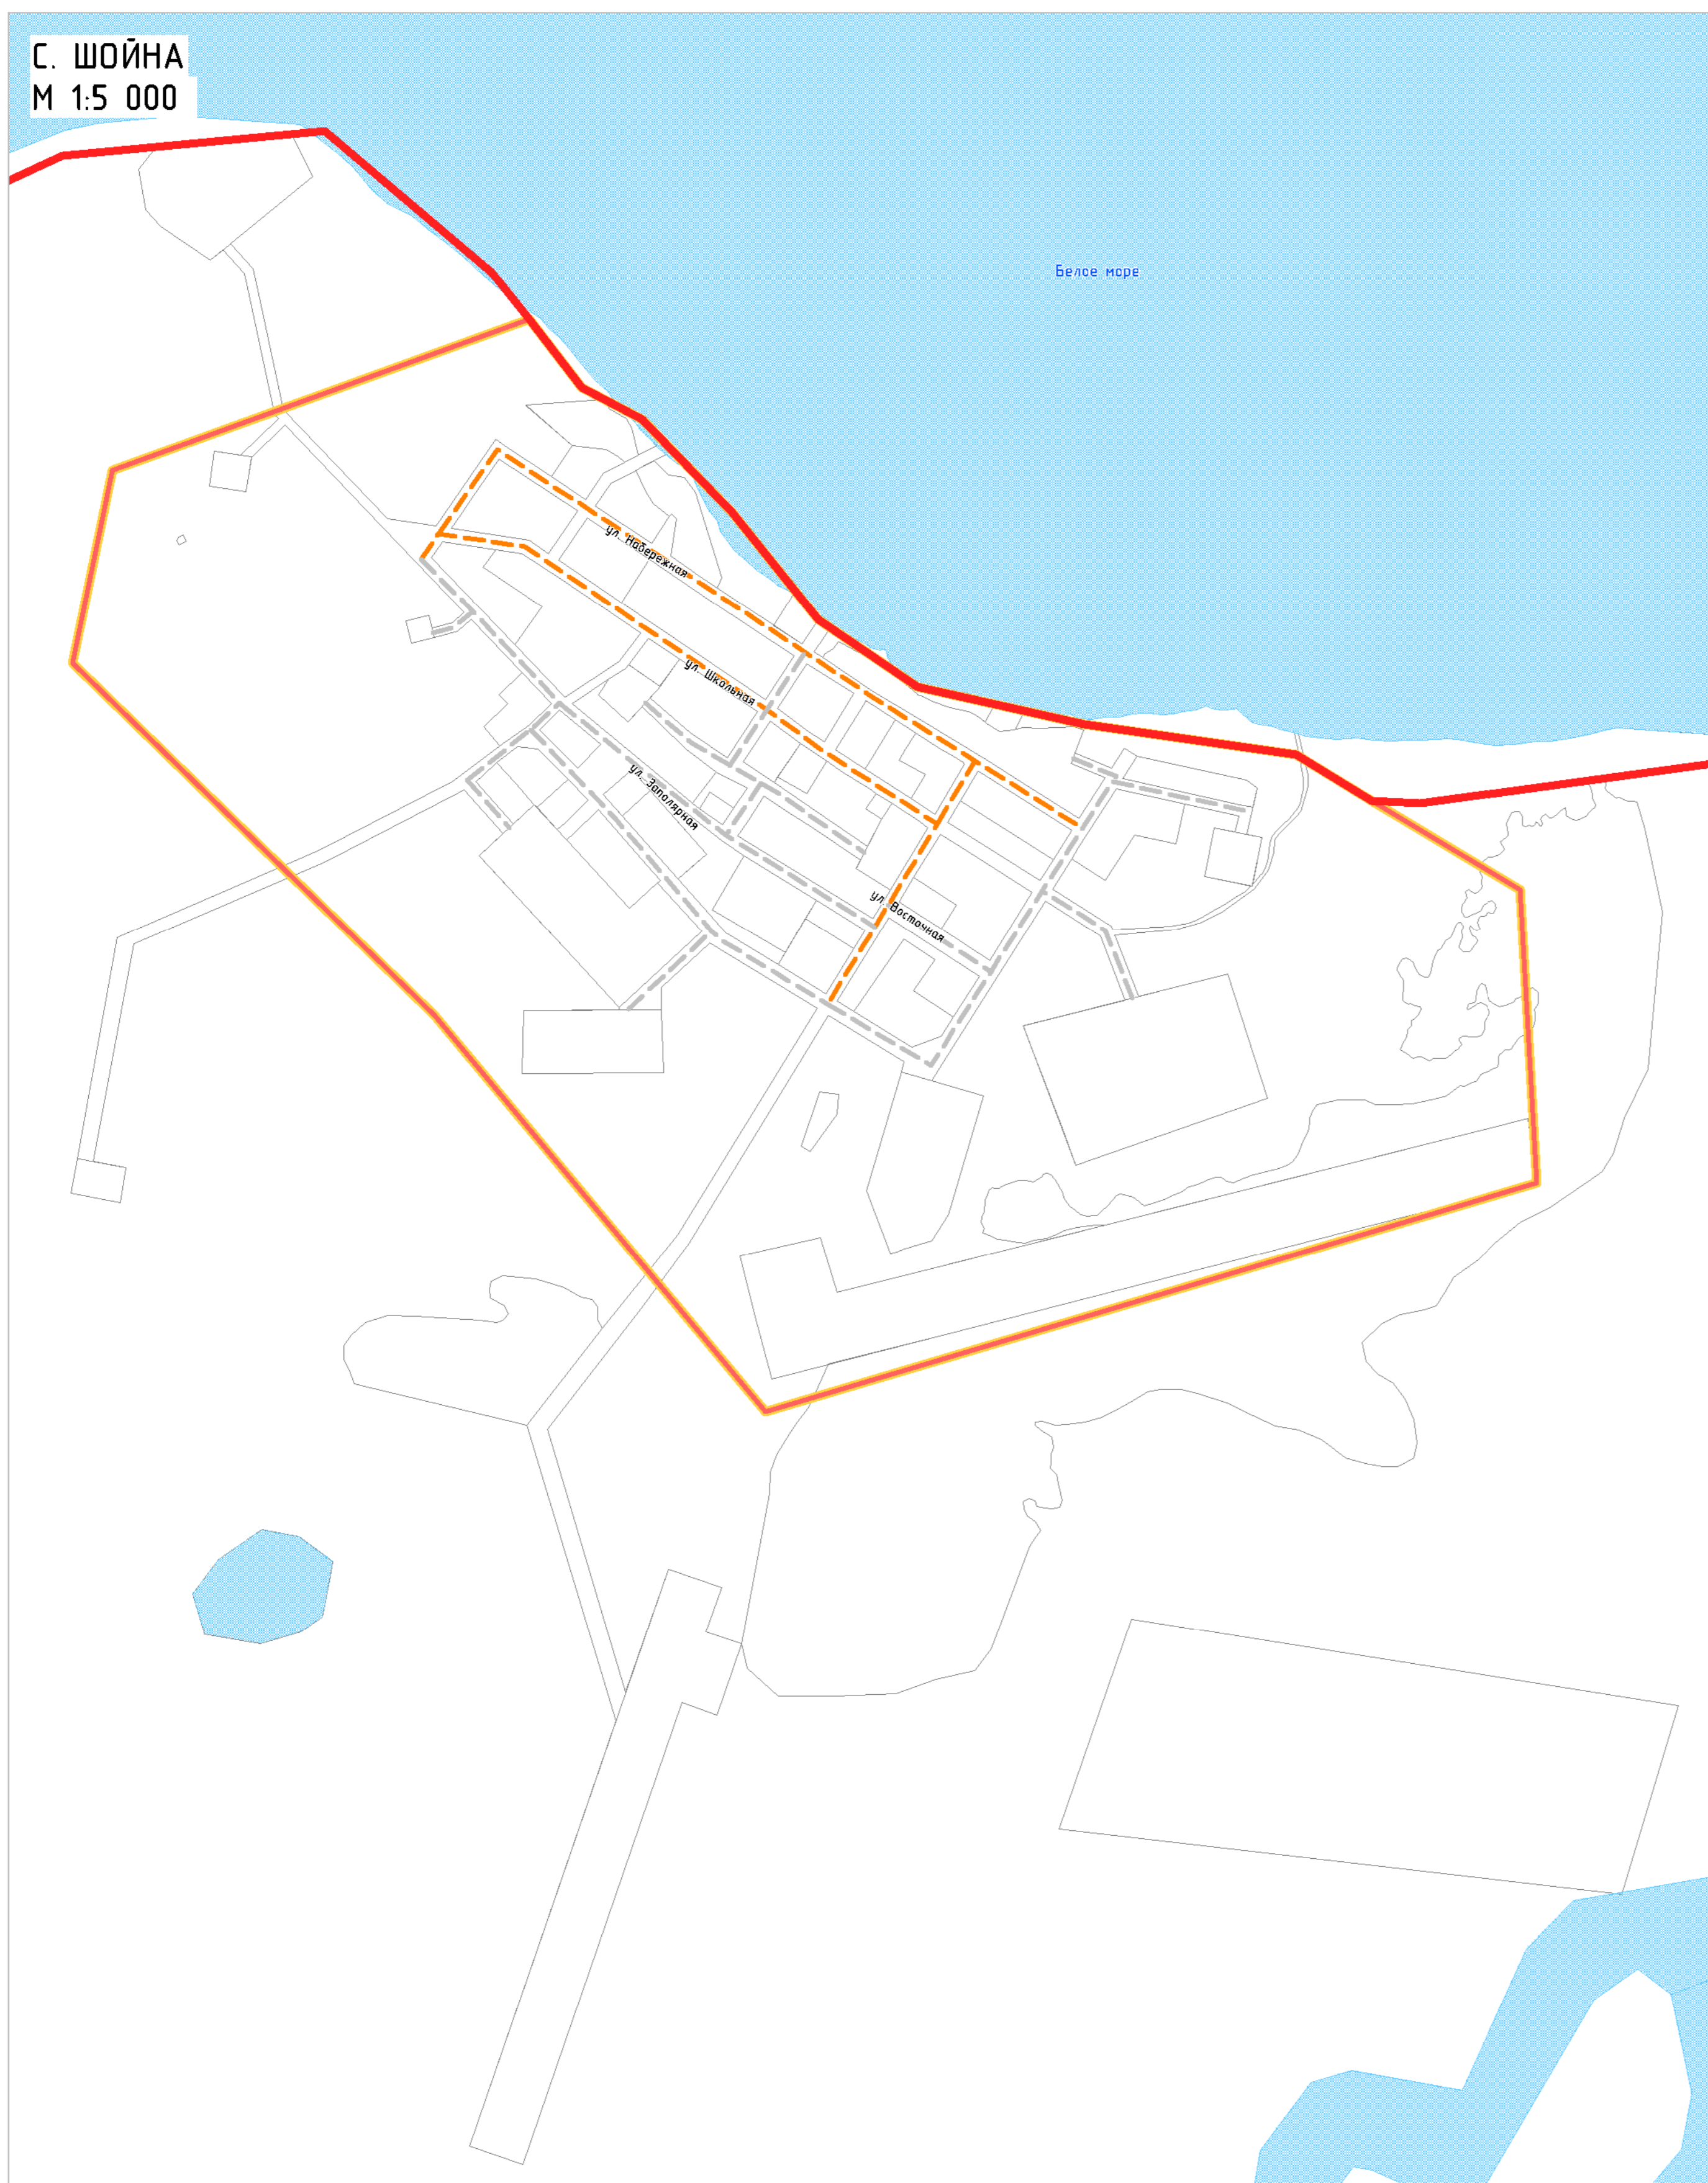 С. ШОЙНА
М 1:5 000
Белое море
ул. Набережная
ул. Школьная
ул. Заполярная
ул. Восточная